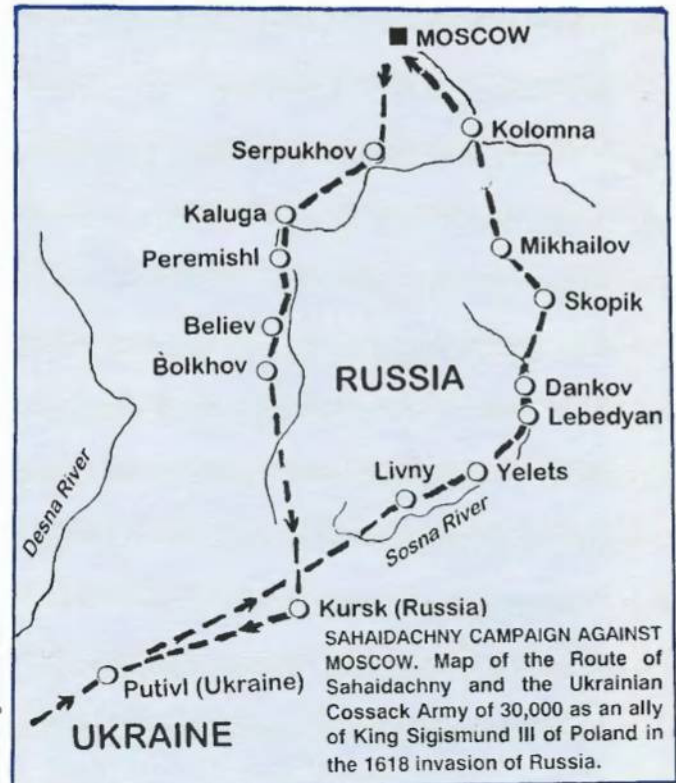 MOSCOW
Kolomna
Serpukhov
Kaluga
Mikhailov
Peremishl
Skopik
Believ
Bolkhov
RUSSIA
Dankov
Lebedyan
Livny
Yelets
Desna River
Sosna River
Kursk (Russia)
Putivl (Ukraine)
UKRAINE
SAHAIDACHNY CAMPAIGN AGAINST
MOSCOW. Map of the Route of
Sahaidachny and the Ukrainian
Cossack Army of 30,000 as an ally
of King Sigismund III of Poland in
the 1618 invasion of Russia.